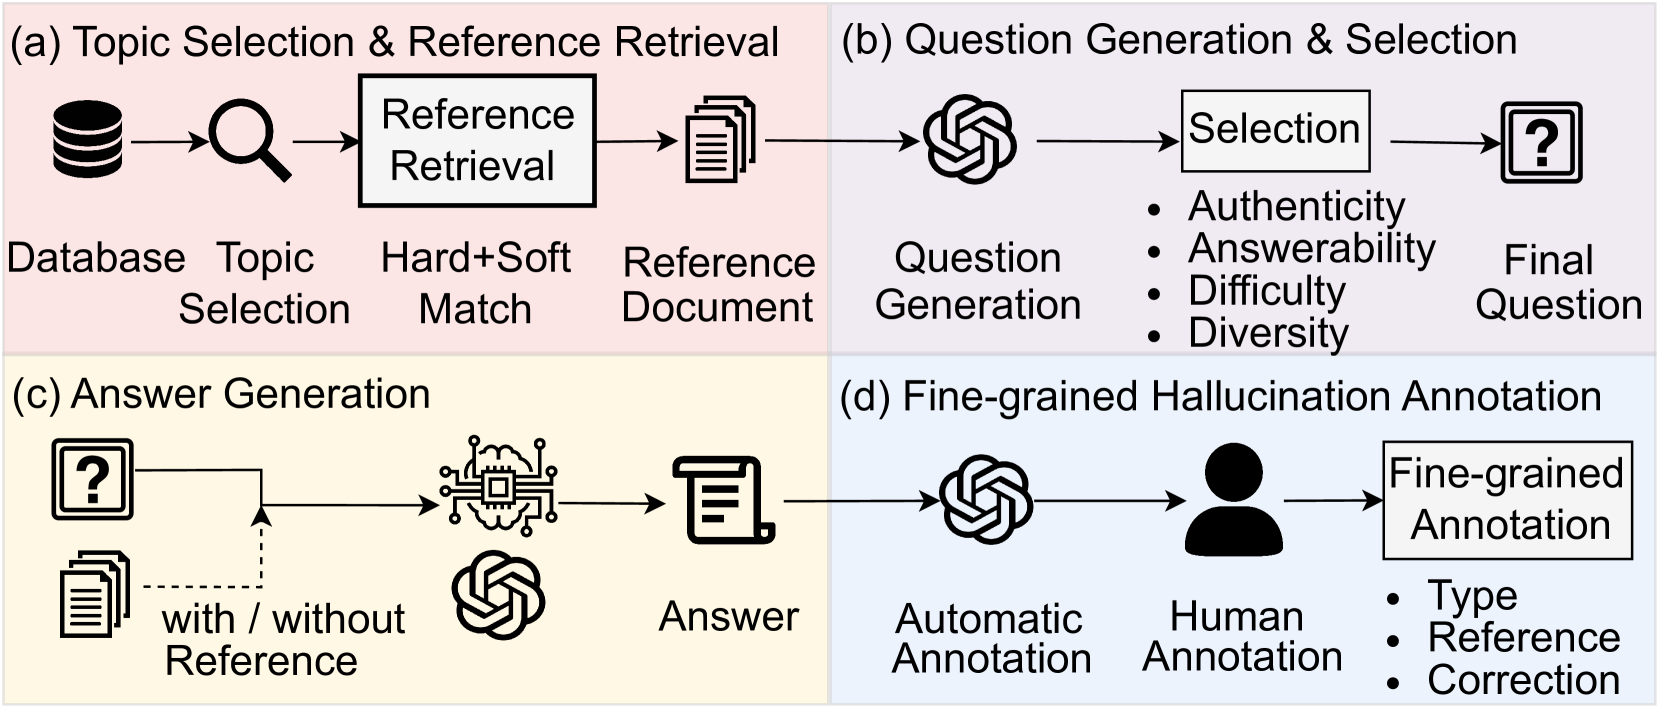 (a) Topic Selection & Reference Retrieval
Reference
Retrieval
Database
Topic
Selection
Hard+Soft
Match
Reference
Document
(b) Question Generation & Selection
Question
Generation
Selection
• Authenticity
• Answerability
• Difficulty
• Diversity
?
Final
Question
(c) Answer Generation
?
with / without
Reference
Answer
(d) Fine-grained Hallucination Annotation
Automatic
Annotation
Human
Annotation
Fine-grained
Annotation
• Type
• Reference
• Correction